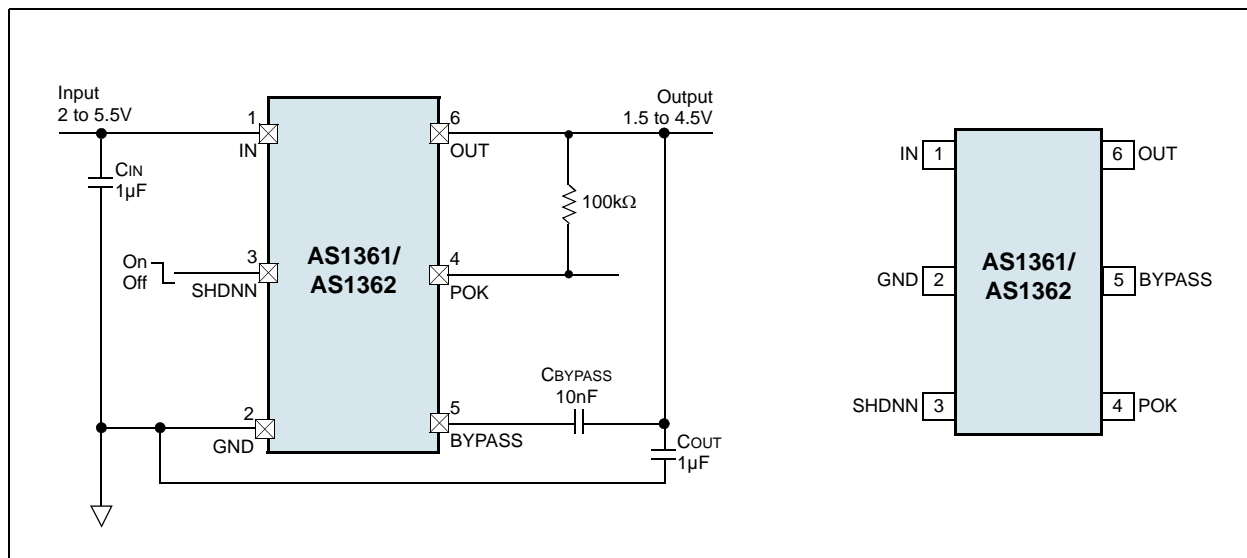 Input
2 to 5.5V
1
IN
CIN
1µF
On
Off
3
SHDNN
2
GND
AS1361/
AS1362
6
OUT
Output
1.5 to 4.5V
100kΩ
4
POK
CBYPASS
10nF
5
BYPASS
COUT
1µF
IN 1
6 OUT
GND 2
AS1361/
AS1362
5 BYPASS
SHDNN 3
4 POK